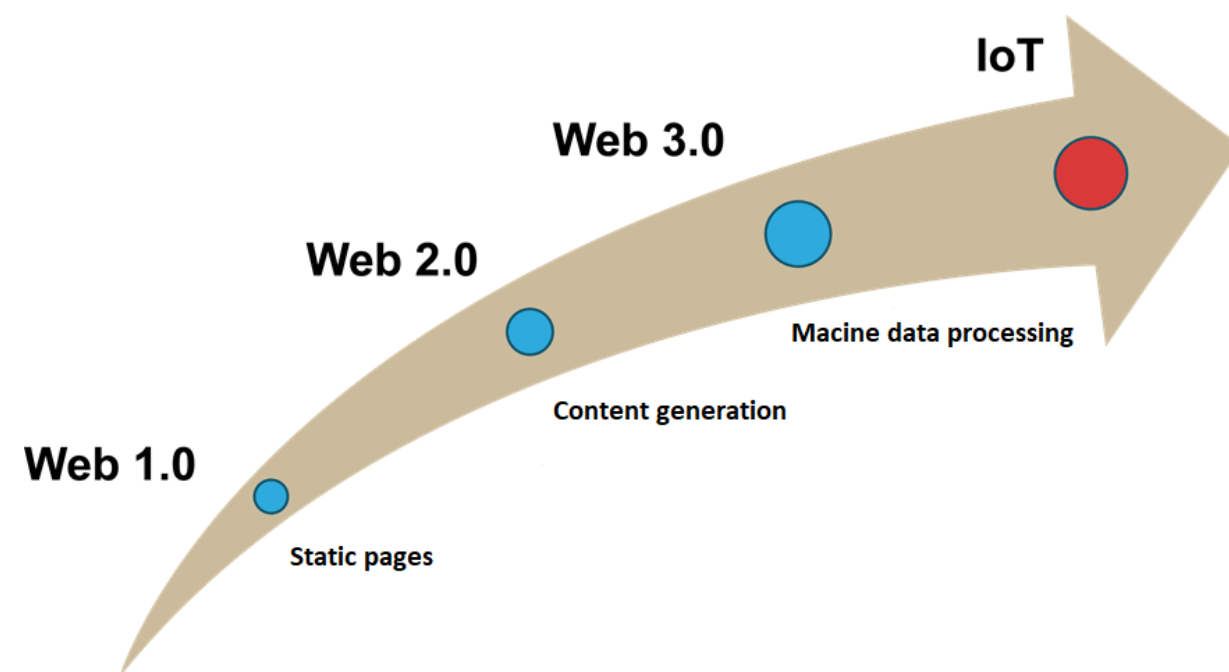 IoT
Web 3.0
Web 2.0
Macine data processing
Content generation
Web 1.0
Static pages